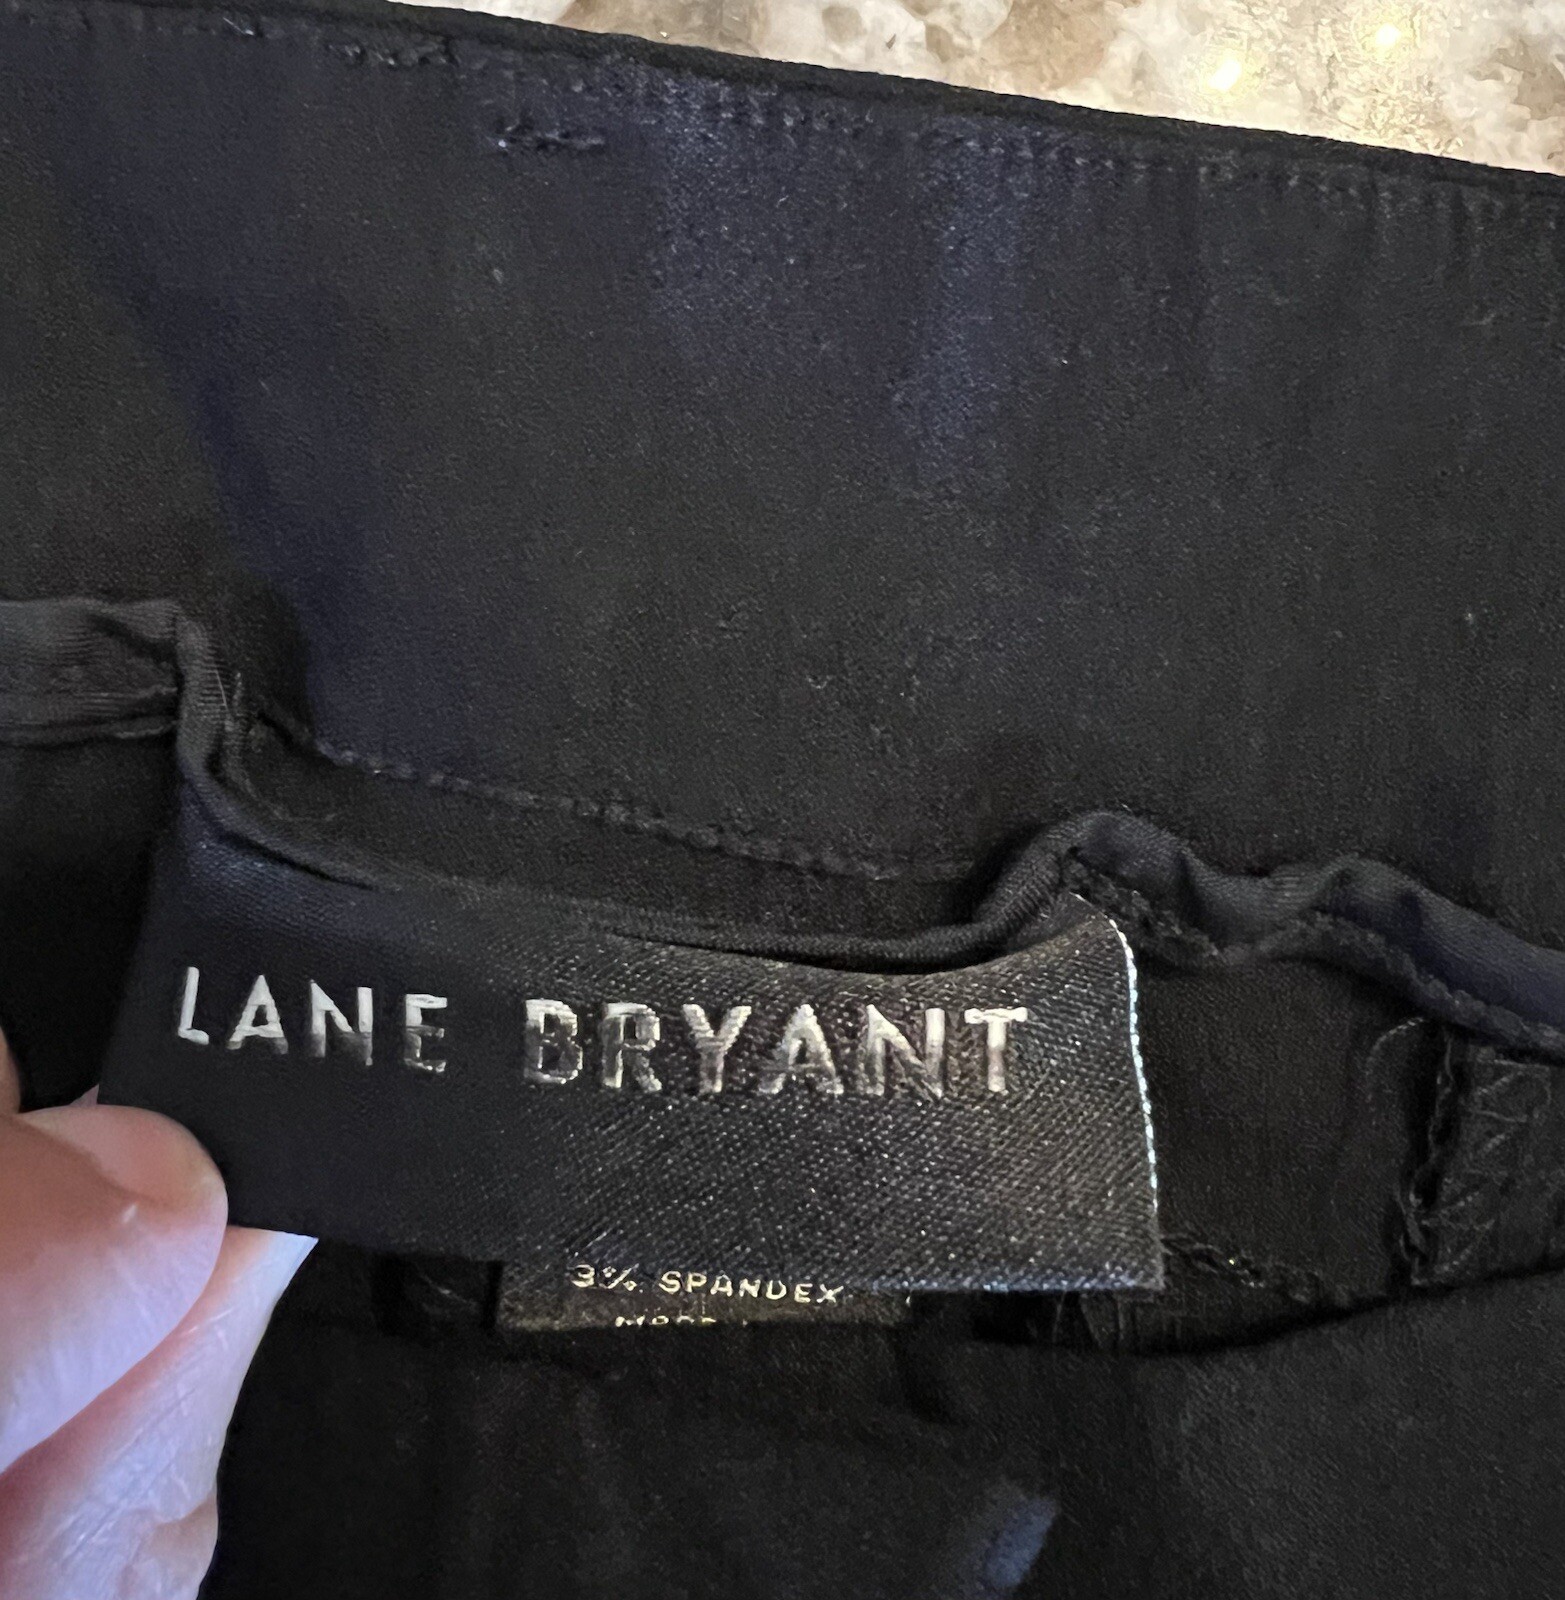 LANE BRYANT
3% SPANDEX